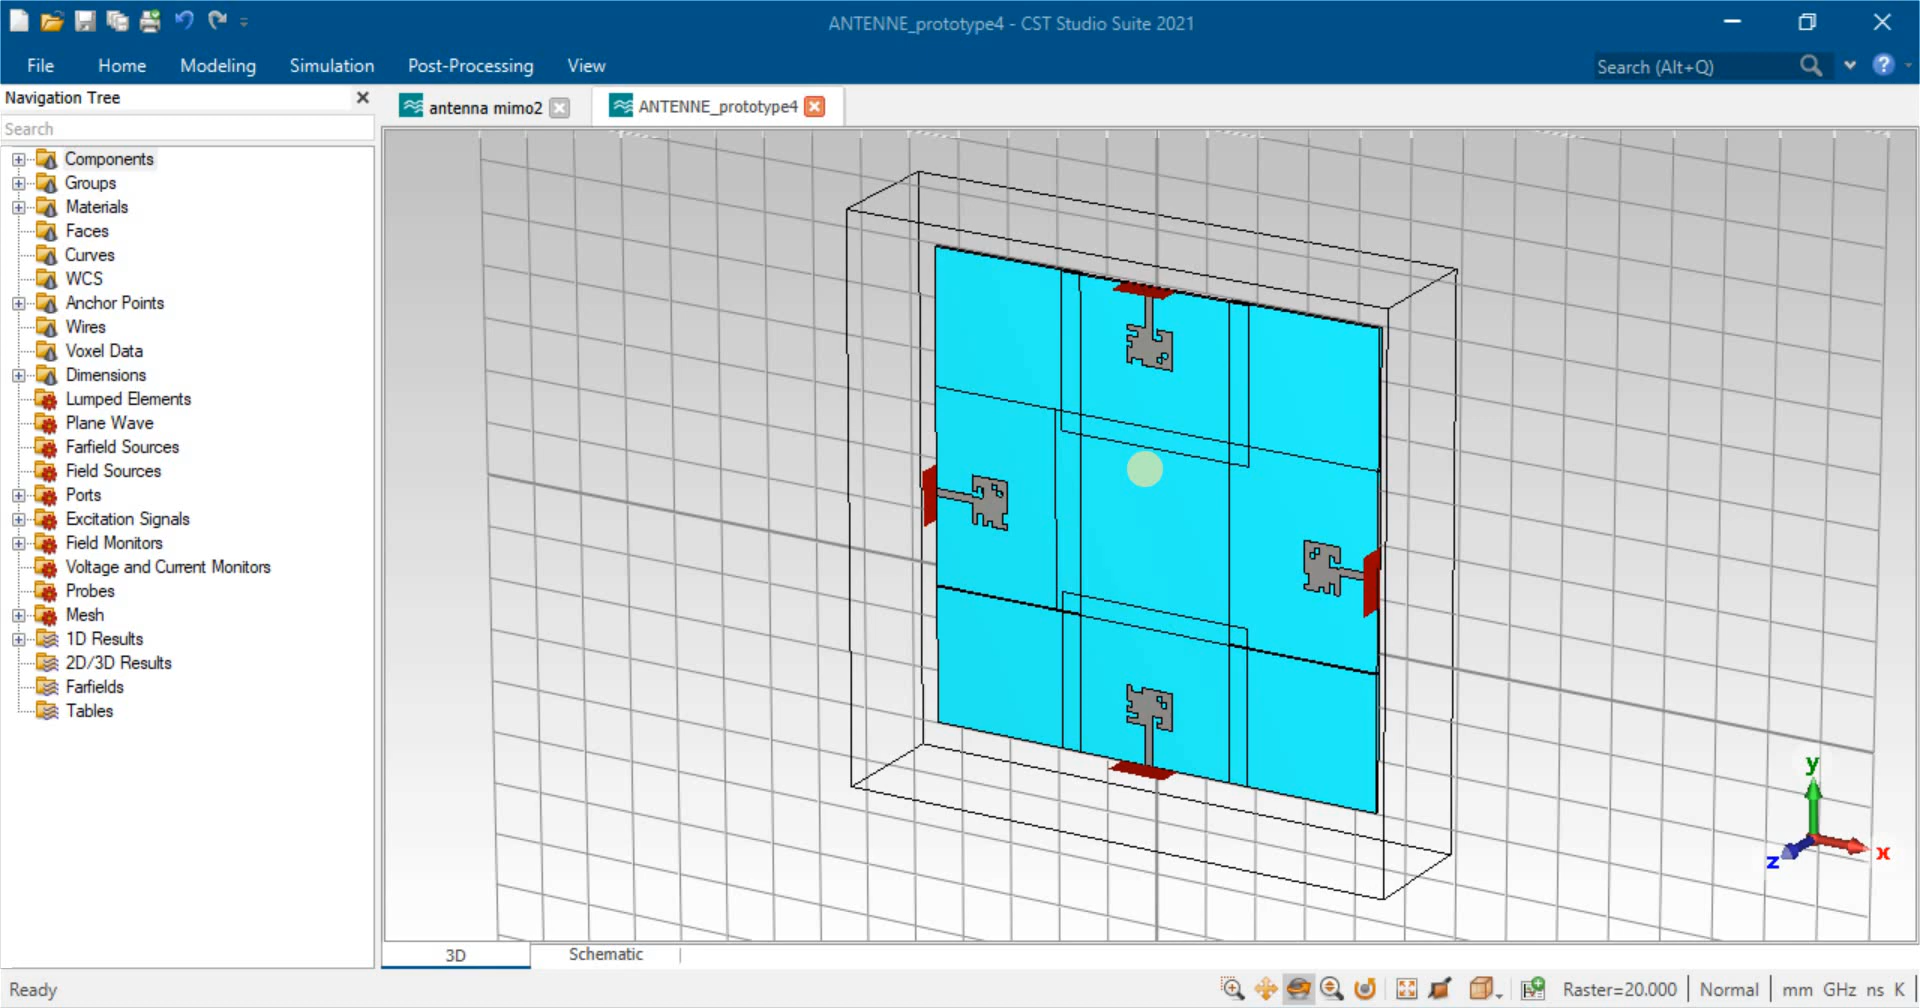 ANTENNE_prototype4 - CST Studio Suite 2021
File Home Modeling Simulation Post-Processing View
Search (Alt+Q)
?
Navigation Tree
antenna mimo2
ANTENNE_prototype4
Search
Components
Groups
Materials
Faces
Curves
WCS
Anchor Points
Wires
Voxel Data
Dimensions
Lumped Elements
Plane Wave
Farfield Sources
Field Sources
Ports
Excitation Signals
Field Monitors
Voltage and Current Monitors
Probes
Mesh
1D Results
2D/3D Results
Farfields
Tables
y
x
z
3D Schematic
Ready
Raster=20.000 Normal mm GHz ns K